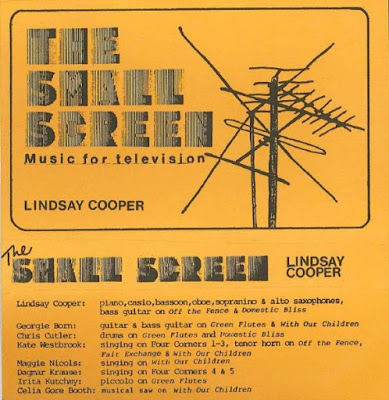 THE
SMALL
SCREEN
Music for television
LINDSAY COOPER
The SMALL SCREEN LINDSAY
COOPER
Lindsay Cooper: piano,casio,bassoon,oboe,sopranino & alto saxophones,
bass guitar on Off the Fence & Domestic Bliss
Georgie Born: guitar & bass guitar on Green Flutes & With Our Children
Chris Cutler: drums on Green Flutes and Domestic Bliss
Kate Westbrook: singing on Four Corners 1-3, tenor horn on Off the Fence,
Fair Exchange & With Our Children
Maggie Nicols: singing on With Our Children
Dagmar Krause: singing on Four Corners 4 & 5
Irita Kutchmy: piccolo on Green Flutes
Celia Gore Booth: musical saw on With Our Children